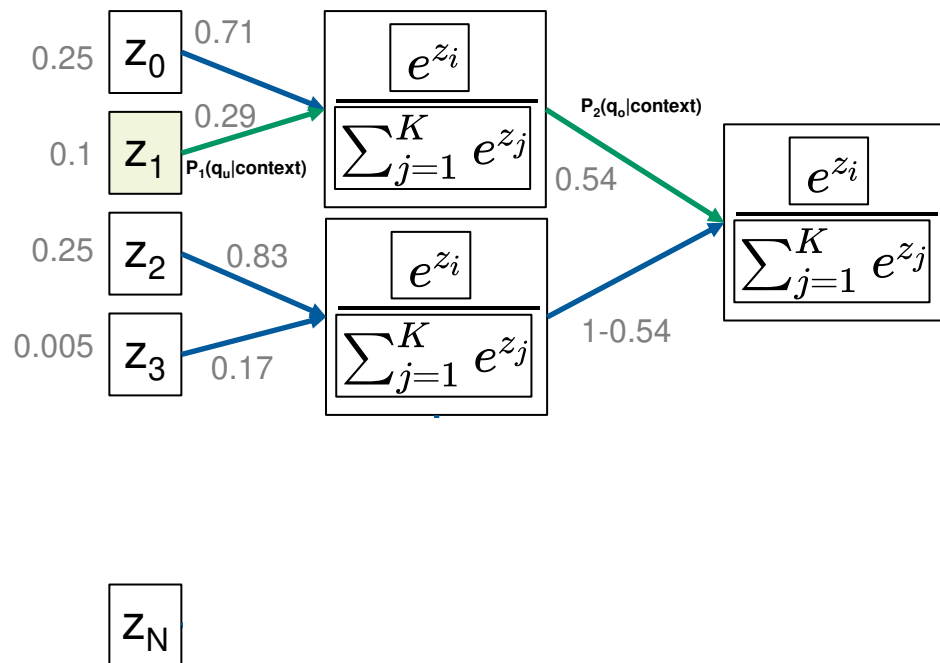 0.25 z₀ 0.71
0.1 z₁ 0.29
P₁(qᵤ|context)
0.25 z₂ 0.83
0.005 z₃ 0.17
z_N
e^{z_i}
∑_{j=1}^{K} e^{z_j}
e^{z_i}
∑_{j=1}^{K} e^{z_j}
P₂(qₒ|context)
0.54
1-0.54
e^{z_i}
∑_{j=1}^{K} e^{z_j}